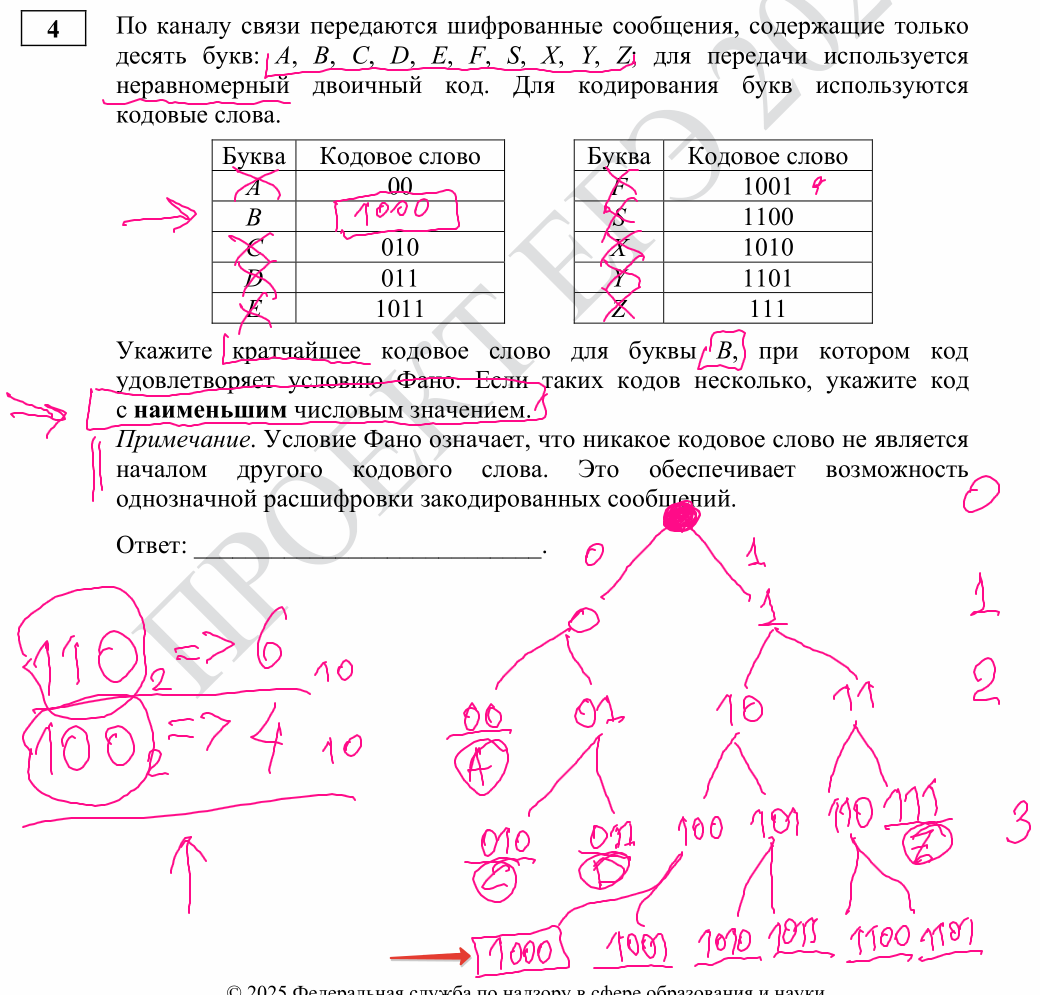 4
По каналу связи передаются шифрованные сообщения, содержащие только
десять букв: A, B, C, D, E, F, S, X, Y, Z; для передачи используется
неравномерный двоичный код. Для кодирования букв используются
кодовые слова.
Буква Кодовое слово Буква Кодовое слово
A 00 F 1001
B 1000 S 1100
C 010 X 1010
D 011 Y 1101
E 1011 Z 111
Укажите кратчайшее кодовое слово для буквы B, при котором код
удовлетворяет условию Фано. Если таких кодов несколько, укажите код
с наименьшим числовым значением.
Примечание. Условие Фано означает, что никакое кодовое слово не является
началом другого кодового слова. Это обеспечивает возможность
однозначной расшифровки закодированных сообщений.
Ответ: ____________________________.
ПРОЕКТ ЕГЭ 202
0
0 1
0 1 1
110₂ => 6 10
2
00 01 10 11
A
100₂ => 4 10
010 011 100 101 110 111 3
C D Z
1000 1001 1010 1011 1100 1101
© 2025 Федеральная служба по надзору в сфере образования и науки